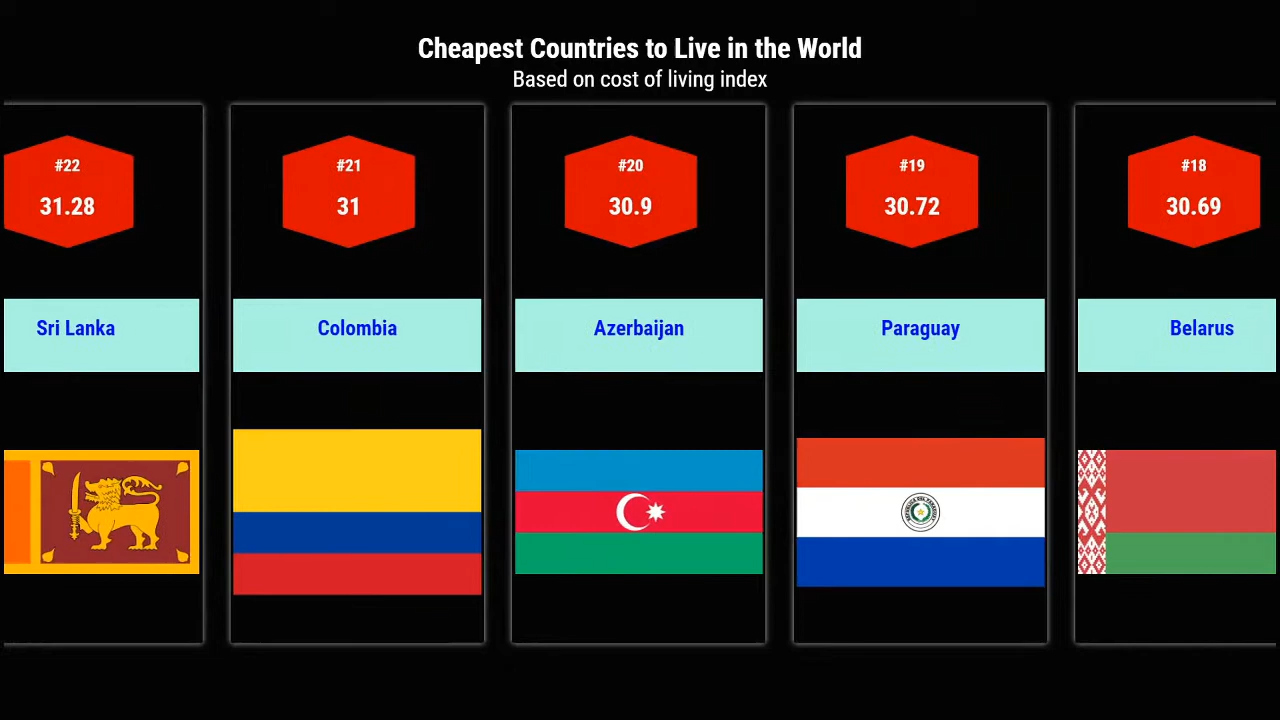 Cheapest Countries to Live in the World
Based on cost of living index
#22
31.28
Sri Lanka
#21
31
Colombia
#20
30.9
Azerbaijan
#19
30.72
Paraguay
#18
30.69
Belarus